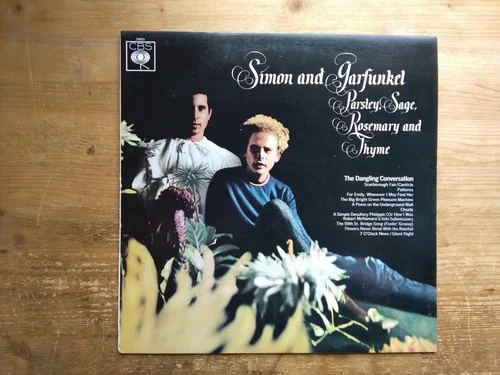 CBS
Simon and Garfunkel
Parsley, Sage,
Rosemary and
Thyme
The Dangling Conversation
Scarborough Fair/Canticle
Patterns
For Emily, Whenever I May Find Her
The Big Bright Green Pleasure Machine
A Poem on the Underground Wall
Cloudy
A Simple Desultory Philippic (Or How I Was
Robert McNamara'd Into Submission)
The 59th St. Bridge Song (Feelin' Groovy)
Flowers Never Bend With the Rainfall
7 O'Clock News/Silent Night